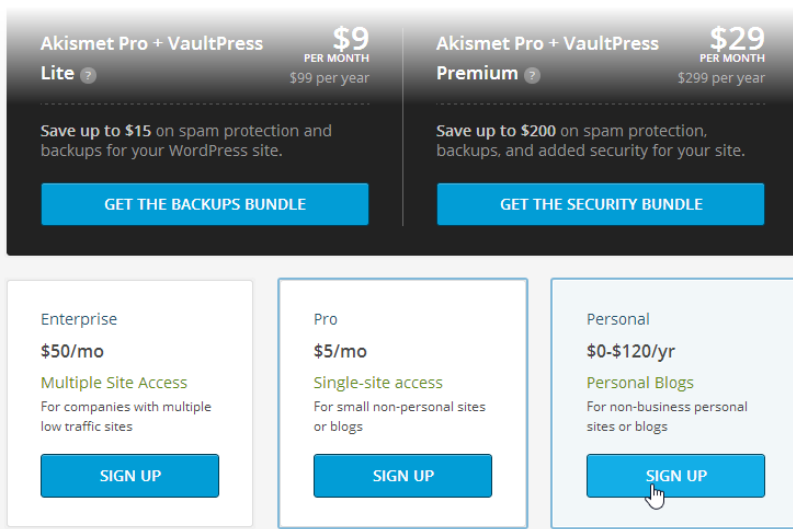 Akismet Pro + VaultPress
Lite ?
$9
PER MONTH
$99 per year
Save up to $15 on spam protection and
backups for your WordPress site.
GET THE BACKUPS BUNDLE
Akismet Pro + VaultPress
Premium ?
$29
PER MONTH
$299 per year
Save up to $200 on spam protection,
backups, and added security for your site.
GET THE SECURITY BUNDLE
Enterprise
$50/mo
Multiple Site Access
For companies with multiple
low traffic sites
SIGN UP
Pro
$5/mo
Single-site access
For small non-personal sites
or blogs
SIGN UP
Personal
$0-$120/yr
Personal Blogs
For non-business personal
sites or blogs
SIGN UP